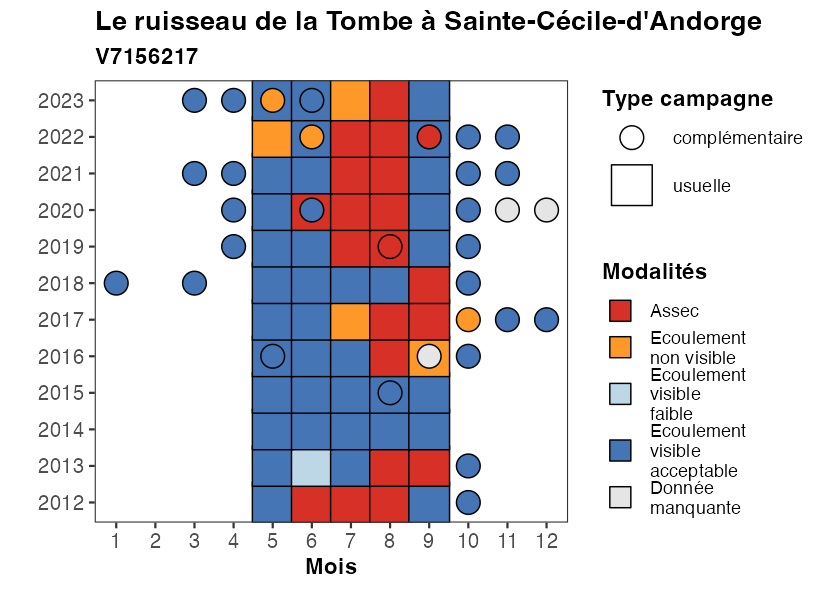 Le ruisseau de la Tombe à Sainte-Cécile-d'Andorge
V7156217
2023
2022
2021
2020
2019
2018
2017
2016
2015
2014
2013
2012
1 2 3 4 5 6 7 8 9 10 11 12
Mois
Type campagne
complémentaire
usuelle
Modalités
Assec
Ecoulement
non visible
Ecoulement
visible
faible
Ecoulement
visible
acceptable
Donnée
manquante